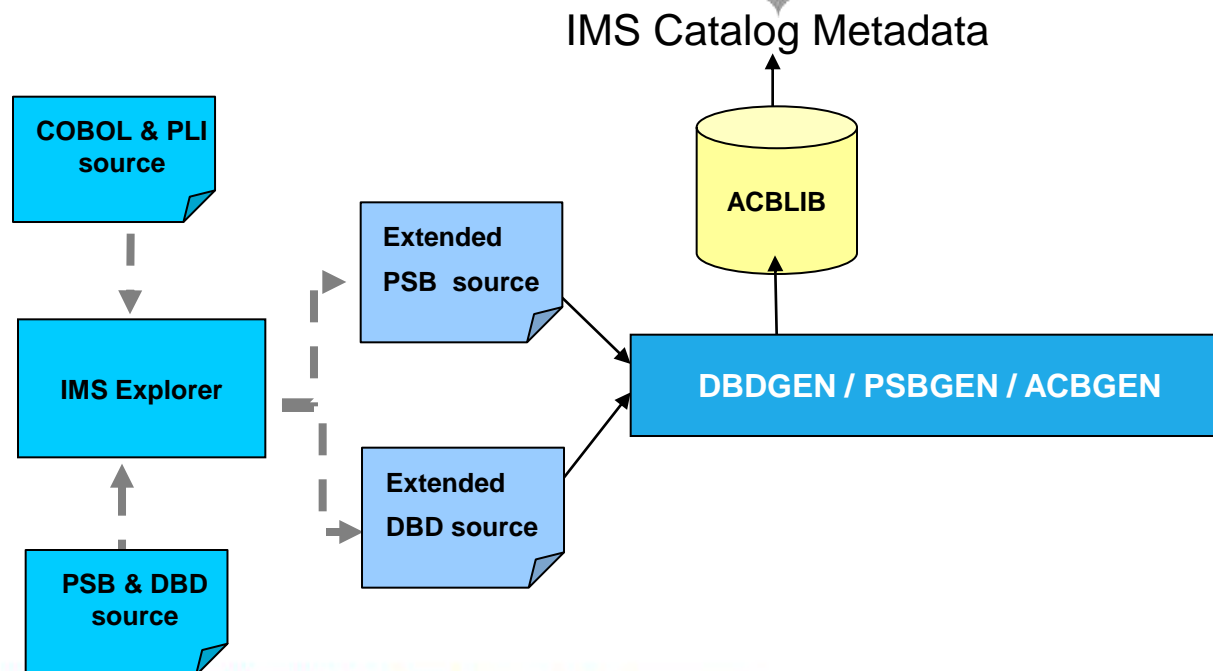 IMS Catalog Metadata
COBOL & PLI
source
ACBLIB
Extended
PSB source
IMS Explorer
DBDGEN / PSBGEN / ACBGEN
Extended
DBD source
PSB & DBD
source